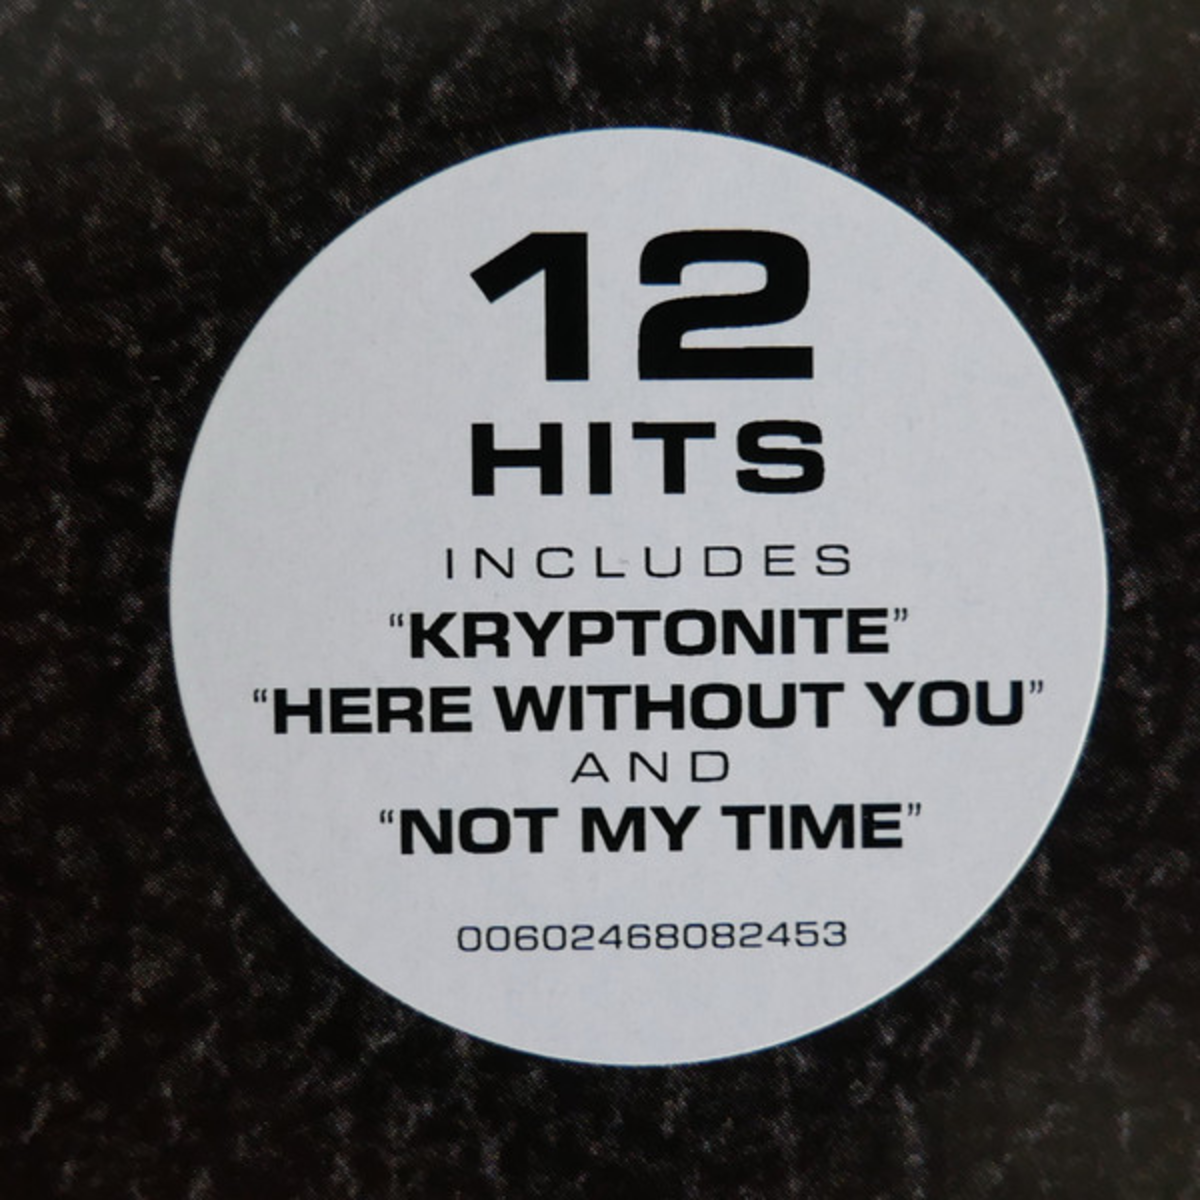 12
HITS
INCLUDES
“KRYPTONITE”
“HERE WITHOUT YOU”
AND
“NOT MY TIME”
00602468082453